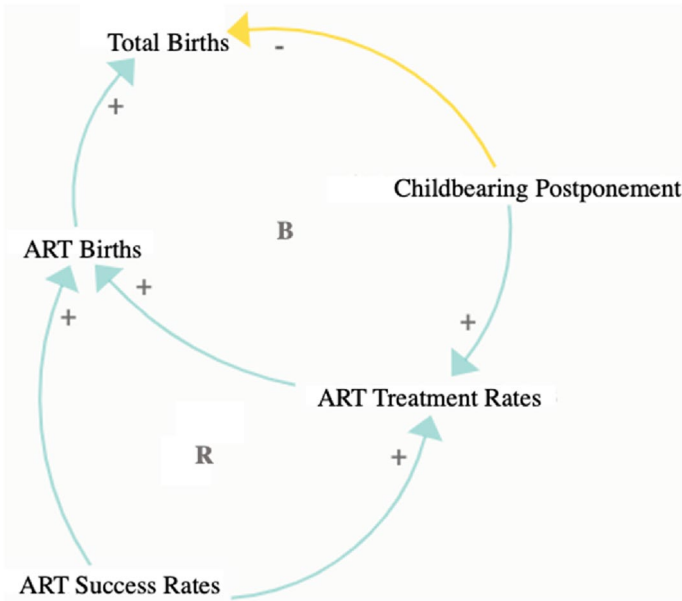 Total Births
-
+
Childbearing Postponement
B
ART Births
+
+
+
ART Treatment Rates
R
+
ART Success Rates